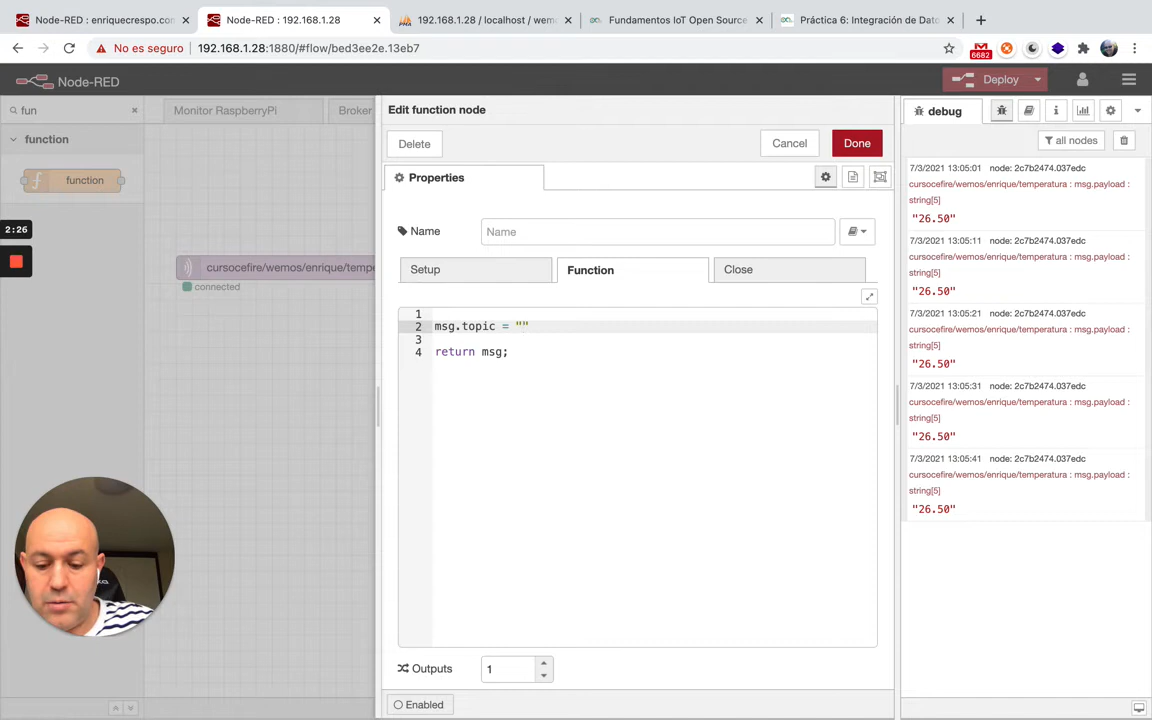 Node-RED : enriquecrespo.con
Node-RED : 192.168.1.28
192.168.1.28 / localhost / wemo
Fundamentos IoT Open Source
Práctica 6: Integración de Dato
No es seguro
192.168.1.28:1880/#flow/bed3ee2e.13eb7
6682
Node-RED
Deploy
fun
Monitor RaspberryPi
Broker
Edit function node
debug
function
Delete
Cancel
Done
all nodes
function
Properties
2:26
Name
Name
cursocefire/wemos/enrique/tempe
connected
Setup
Function
Close
1
2 msg.topic = ""
3
4 return msg;
Outputs
1
Enabled
7/3/2021 13:05:01 node: 2c7b2474.037edc
cursocefire/wemos/enrique/temperatura : msg.payload :
string[5]
"26.50"
7/3/2021 13:05:11 node: 2c7b2474.037edc
cursocefire/wemos/enrique/temperatura : msg.payload :
string[5]
"26.50"
7/3/2021 13:05:21 node: 2c7b2474.037edc
cursocefire/wemos/enrique/temperatura : msg.payload :
string[5]
"26.50"
7/3/2021 13:05:31 node: 2c7b2474.037edc
cursocefire/wemos/enrique/temperatura : msg.payload :
string[5]
"26.50"
7/3/2021 13:05:41 node: 2c7b2474.037edc
cursocefire/wemos/enrique/temperatura : msg.payload :
string[5]
"26.50"